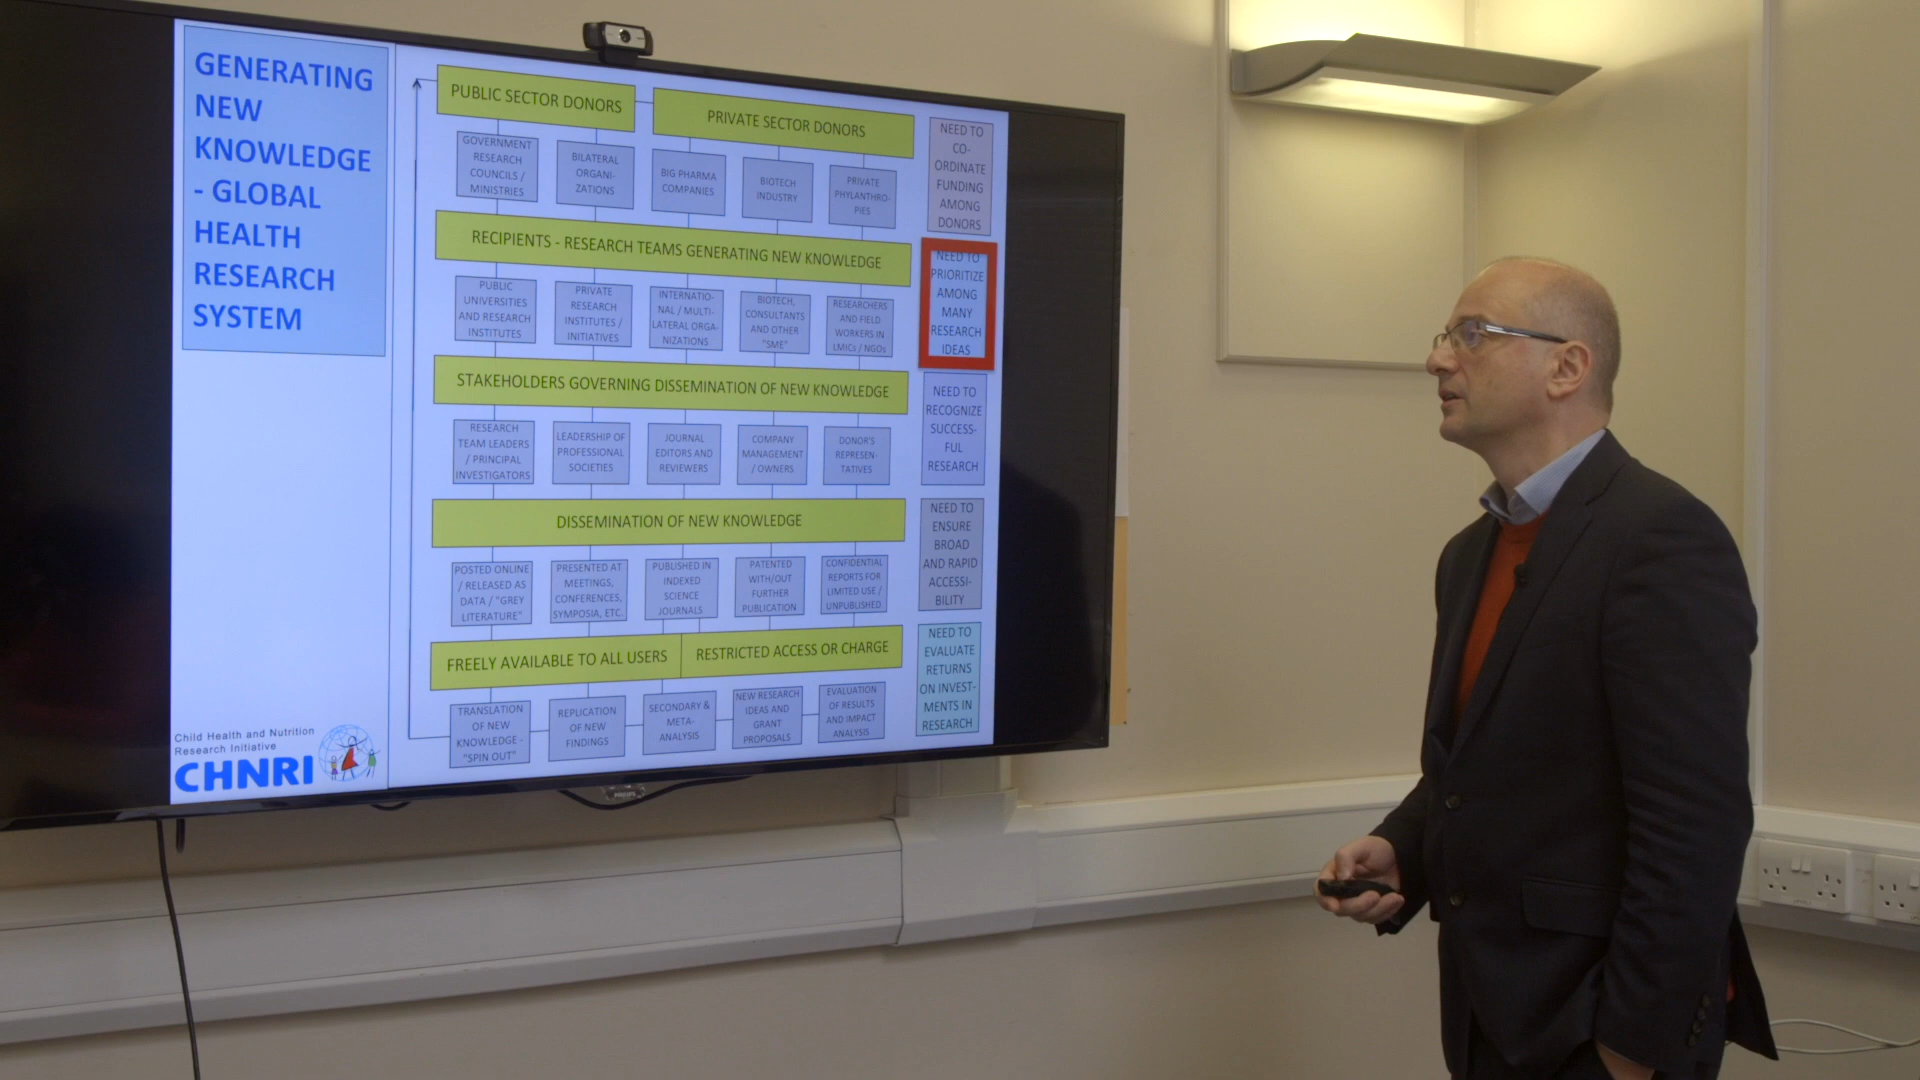 GENERATING
NEW
KNOWLEDGE
- GLOBAL
HEALTH
RESEARCH
SYSTEM
Child Health and Nutrition
Research Initiative
CHNRI
PUBLIC SECTOR DONORS
PRIVATE SECTOR DONORS
GOVERNMENT
RESEARCH
COUNCILS /
MINISTRIES
BILATERAL
ORGANI-
ZATIONS
BIG PHARMA
COMPANIES
BIOTECH
INDUSTRY
PRIVATE
PHYLANTHRO-
PIES
RECIPIENTS - RESEARCH TEAMS GENERATING NEW KNOWLEDGE
PUBLIC
UNIVERSITIES
AND RESEARCH
INSTITUTES
PRIVATE
RESEARCH
INSTITUTES /
INITIATIVES
INTERNATIO-
NAL / MULTI-
LATERAL ORGA-
NIZATIONS
BIOTECH,
CONSULTANTS
AND OTHER
"SME"
RESEARCHERS
AND FIELD
WORKERS IN
LMICs / NGOs
STAKEHOLDERS GOVERNING DISSEMINATION OF NEW KNOWLEDGE
RESEARCH
TEAM LEADERS
/ PRINCIPAL
INVESTIGATORS
LEADERSHIP OF
PROFESSIONAL
SOCIETIES
JOURNAL
EDITORS AND
REVIEWERS
COMPANY
MANAGEMENT
/ OWNERS
DONOR'S
REPRESEN-
TATIVES
DISSEMINATION OF NEW KNOWLEDGE
POSTED ONLINE
/ RELEASED AS
DATA / "GREY
LITERATURE"
PRESENTED AT
MEETINGS,
CONFERENCES,
SYMPOSIA, ETC.
PUBLISHED IN
INDEXED
SCIENCE
JOURNALS
PATENTED
WITH/OUT
FURTHER
PUBLICATION
CONFIDENTIAL
REPORTS FOR
LIMITED USE /
UNPUBLISHED
FREELY AVAILABLE TO ALL USERS
RESTRICTED ACCESS OR CHARGE
TRANSLATION
OF NEW
KNOWLEDGE -
"SPIN OUT"
REPLICATION
OF NEW
FINDINGS
SECONDARY &
META-
ANALYSIS
NEW RESEARCH
IDEAS AND
GRANT
PROPOSALS
EVALUATION
OF RESULTS
AND IMPACT
ANALYSIS
NEED TO
CO-
ORDINATE
FUNDING
AMONG
DONORS
NEED TO
PRIORITIZE
AMONG
MANY
RESEARCH
IDEAS
NEED TO
RECOGNIZE
SUCCESS-
FUL
RESEARCH
NEED TO
ENSURE
BROAD
AND RAPID
ACCESSI-
BILITY
NEED TO
EVALUATE
RETURNS
ON INVEST-
MENTS IN
RESEARCH